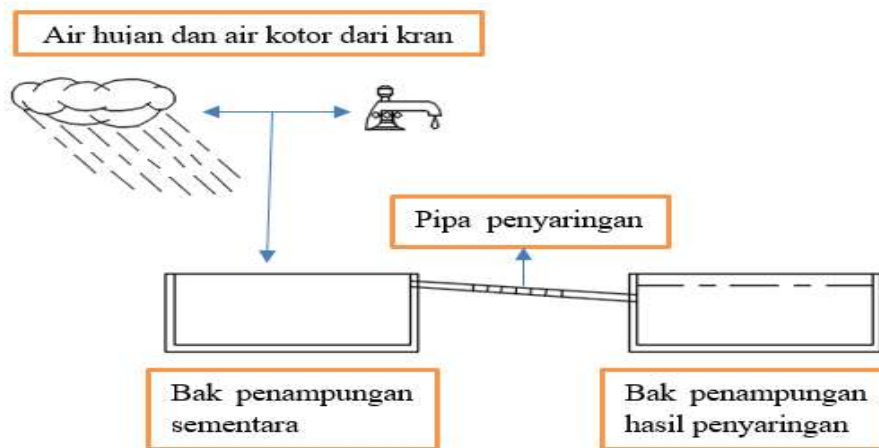 Air hujan dan air kotor dari kran
Pipa penyaringan
Bak penampungan
sementara
Bak penampungan
hasil penyaringan